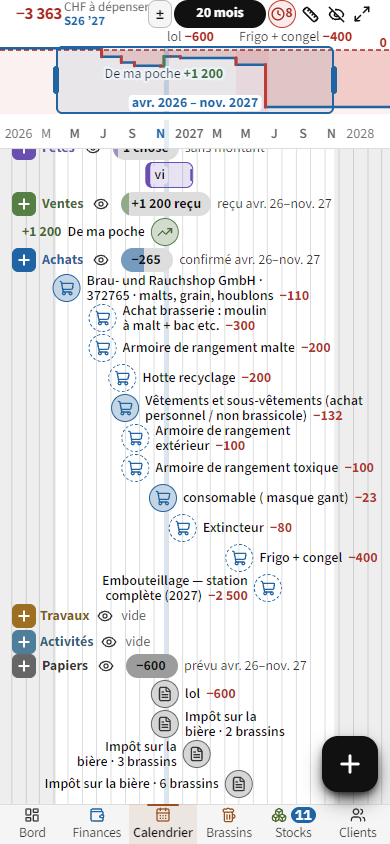 −3 363 CHF à dépenser
S26 ’27
± 20 mois 8
lol −600 Frigo + congel −400
0
De ma poche +1 200
avr. 2026 – nov. 2027
2026 M M J S N 2027 M M J S N 2028
Fêtes 1 chose sans montant
vi
Ventes +1 200 reçu reçu avr. 26–nov. 27
+1 200 De ma poche
Achats −265 confirmé avr. 26–nov. 27
Brau- und Rauchshop GmbH ·
372765 · malts, grain, houblons −110
Achat brasserie : moulin
à malt + bac etc. −300
Armoire de rangement malte −200
Hotte recyclage −200
Vêtements et sous-vêtements (achat
personnel / non brassicole) −132
Armoire de rangement
extérieur −100
Armoire de rangement toxique −100
consomable ( masque gant) −23
Extincteur −80
Frigo + congel −400
Embouteillage — station
complète (2027) −2 500
Travaux vide
Activités vide
Papiers −600 prévu avr. 26–nov. 27
lol −600
Impôt sur la
bière · 2 brassins
Impôt sur la
bière · 3 brassins
Impôt sur la bière · 6 brassins
+
Bord Finances Calendrier Brassins Stocks 11 Clients